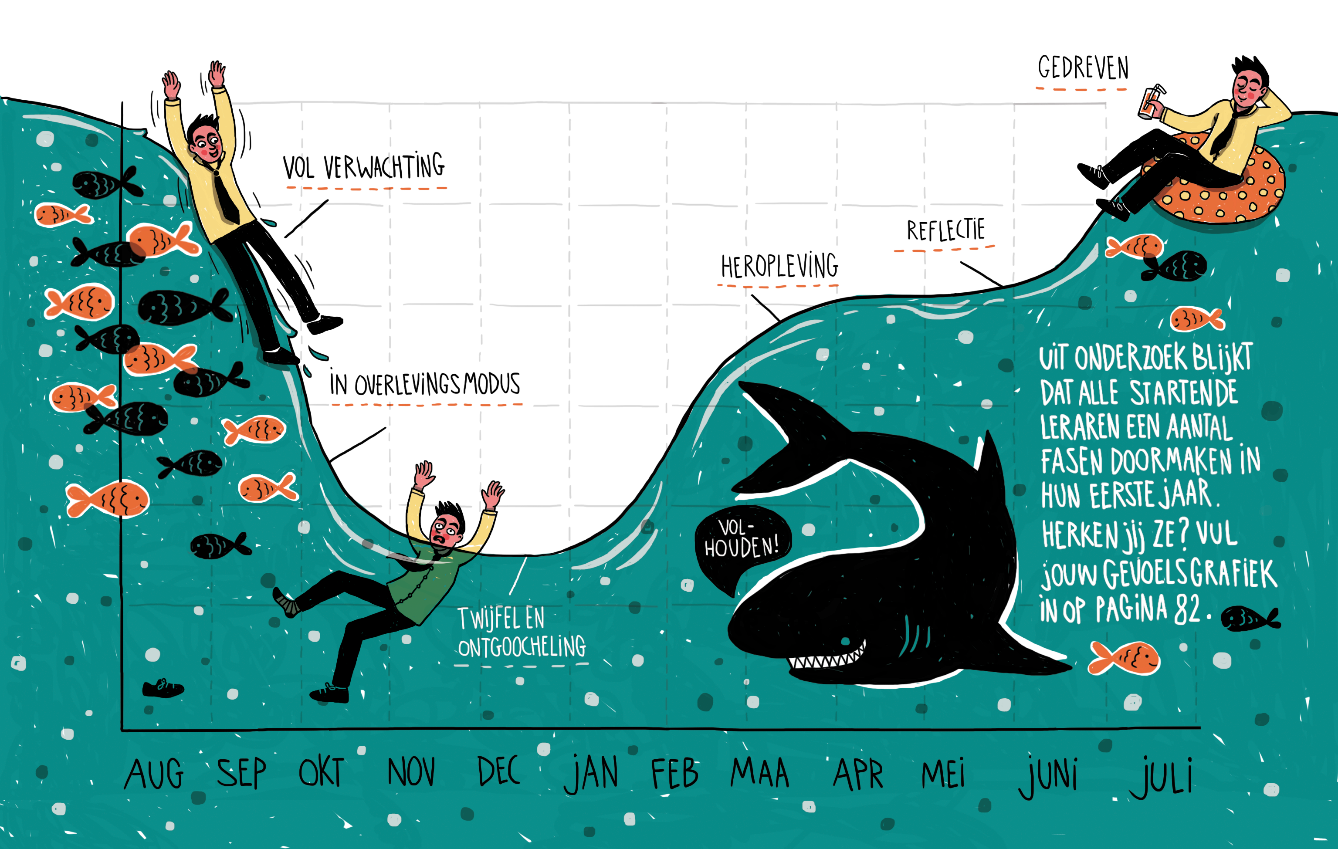 GEDREVEN
VOL VERWACHTING
REFLECTIE
HEROPLEVING
IN OVERLEVINGSMODUS
UIT ONDERZOEK BLIJKT
DAT ALLE STARTENDE
LERAREN EEN AANTAL
FASEN DOORMAKEN IN
HUN EERSTE JAAR.
HERKEN JIJ ZE? VUL
JOUW GEVOELSGRAFIEK
IN OP PAGINA 82.
VOL-
HOUDEN!
TWIJFEL EN
ONTGOOCHELING
AUG SEP OKT NOV DEC JAN FEB MAA APR MEI JUNI JULI